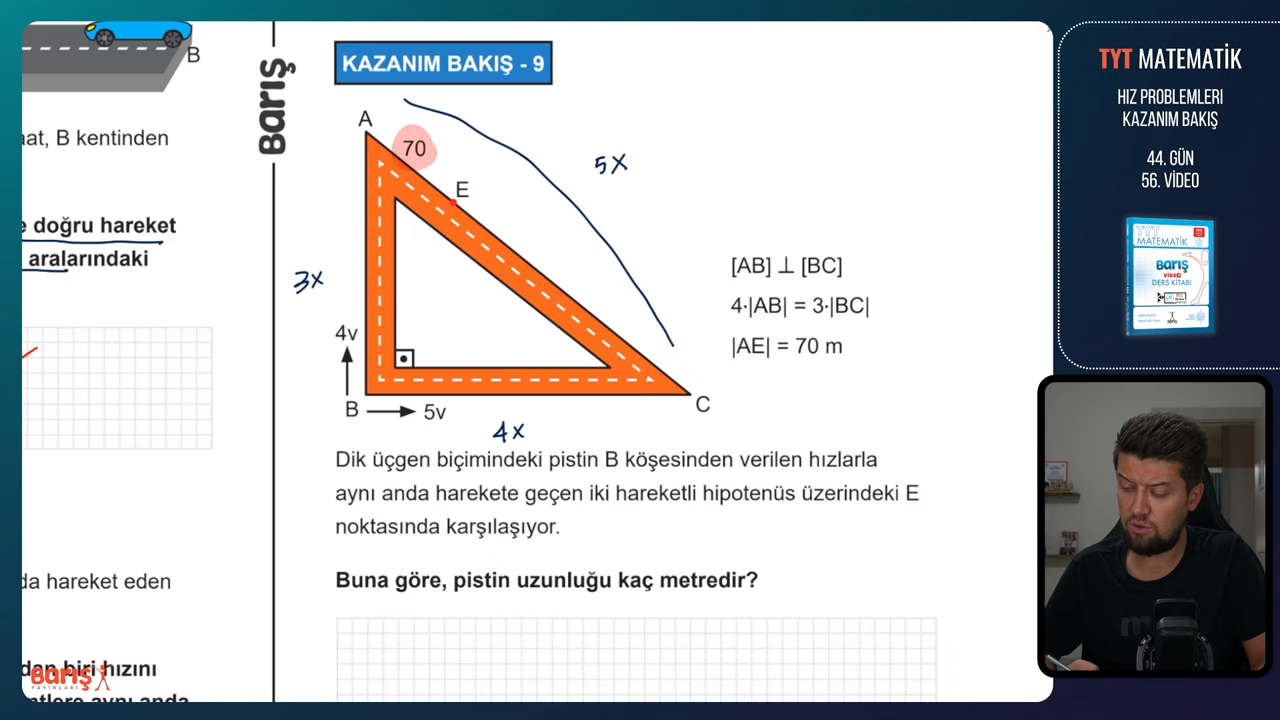 B
aat, B kentinden
e doğru hareket
aralarındaki
da hareket eden
dan biri hızını
Barış
KAZANIM BAKIŞ - 9
A
70
E
5x
3x
4v
B
5v
C
4x
[AB] ⊥ [BC]
4·|AB| = 3·|BC|
|AE| = 70 m
Dik üçgen biçimindeki pistin B köşesinden verilen hızlarla
aynı anda harekete geçen iki hareketli hipotenüs üzerindeki E
noktasında karşılaşıyor.
Buna göre, pistin uzunluğu kaç metredir?
Barış
YAYINLARI
TYT MATEMATİK
HIZ PROBLEMLERI
KAZANIM BAKIŞ
44. GÜN
56. VİDEO
TYT
MATEMATİK
Barış
VİDEO
DERS KİTABI